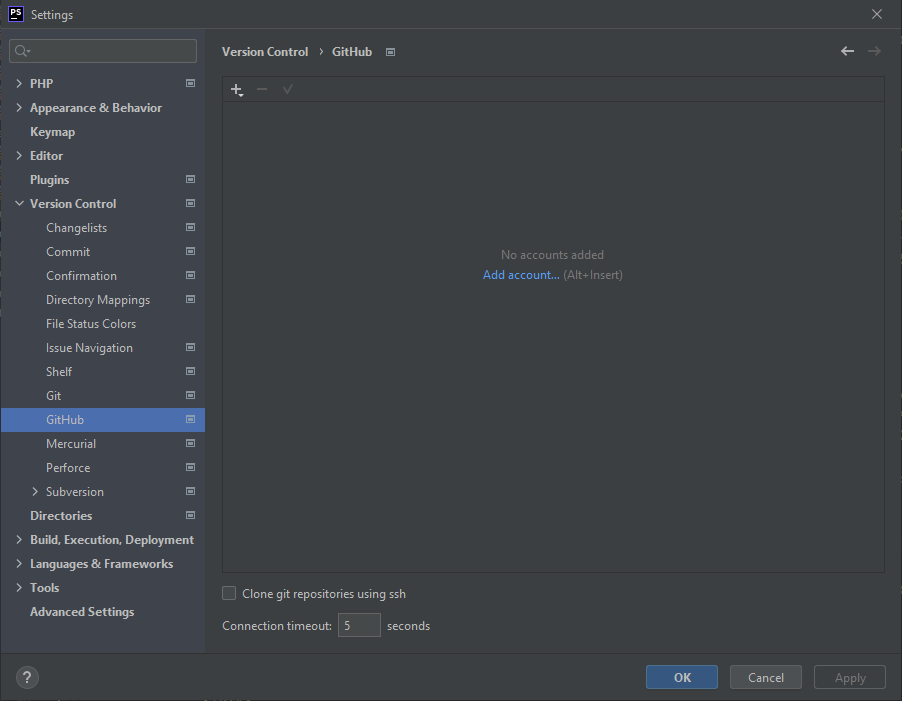 PS Settings
PHP
Appearance & Behavior
Keymap
Editor
Plugins
Version Control
Changelists
Commit
Confirmation
Directory Mappings
File Status Colors
Issue Navigation
Shelf
Git
GitHub
Mercurial
Perforce
Subversion
Directories
Build, Execution, Deployment
Languages & Frameworks
Tools
Advanced Settings
Version Control › GitHub
No accounts added
Add account... (Alt+Insert)
Clone git repositories using ssh
Connection timeout: 5 seconds
?
OK
Cancel
Apply